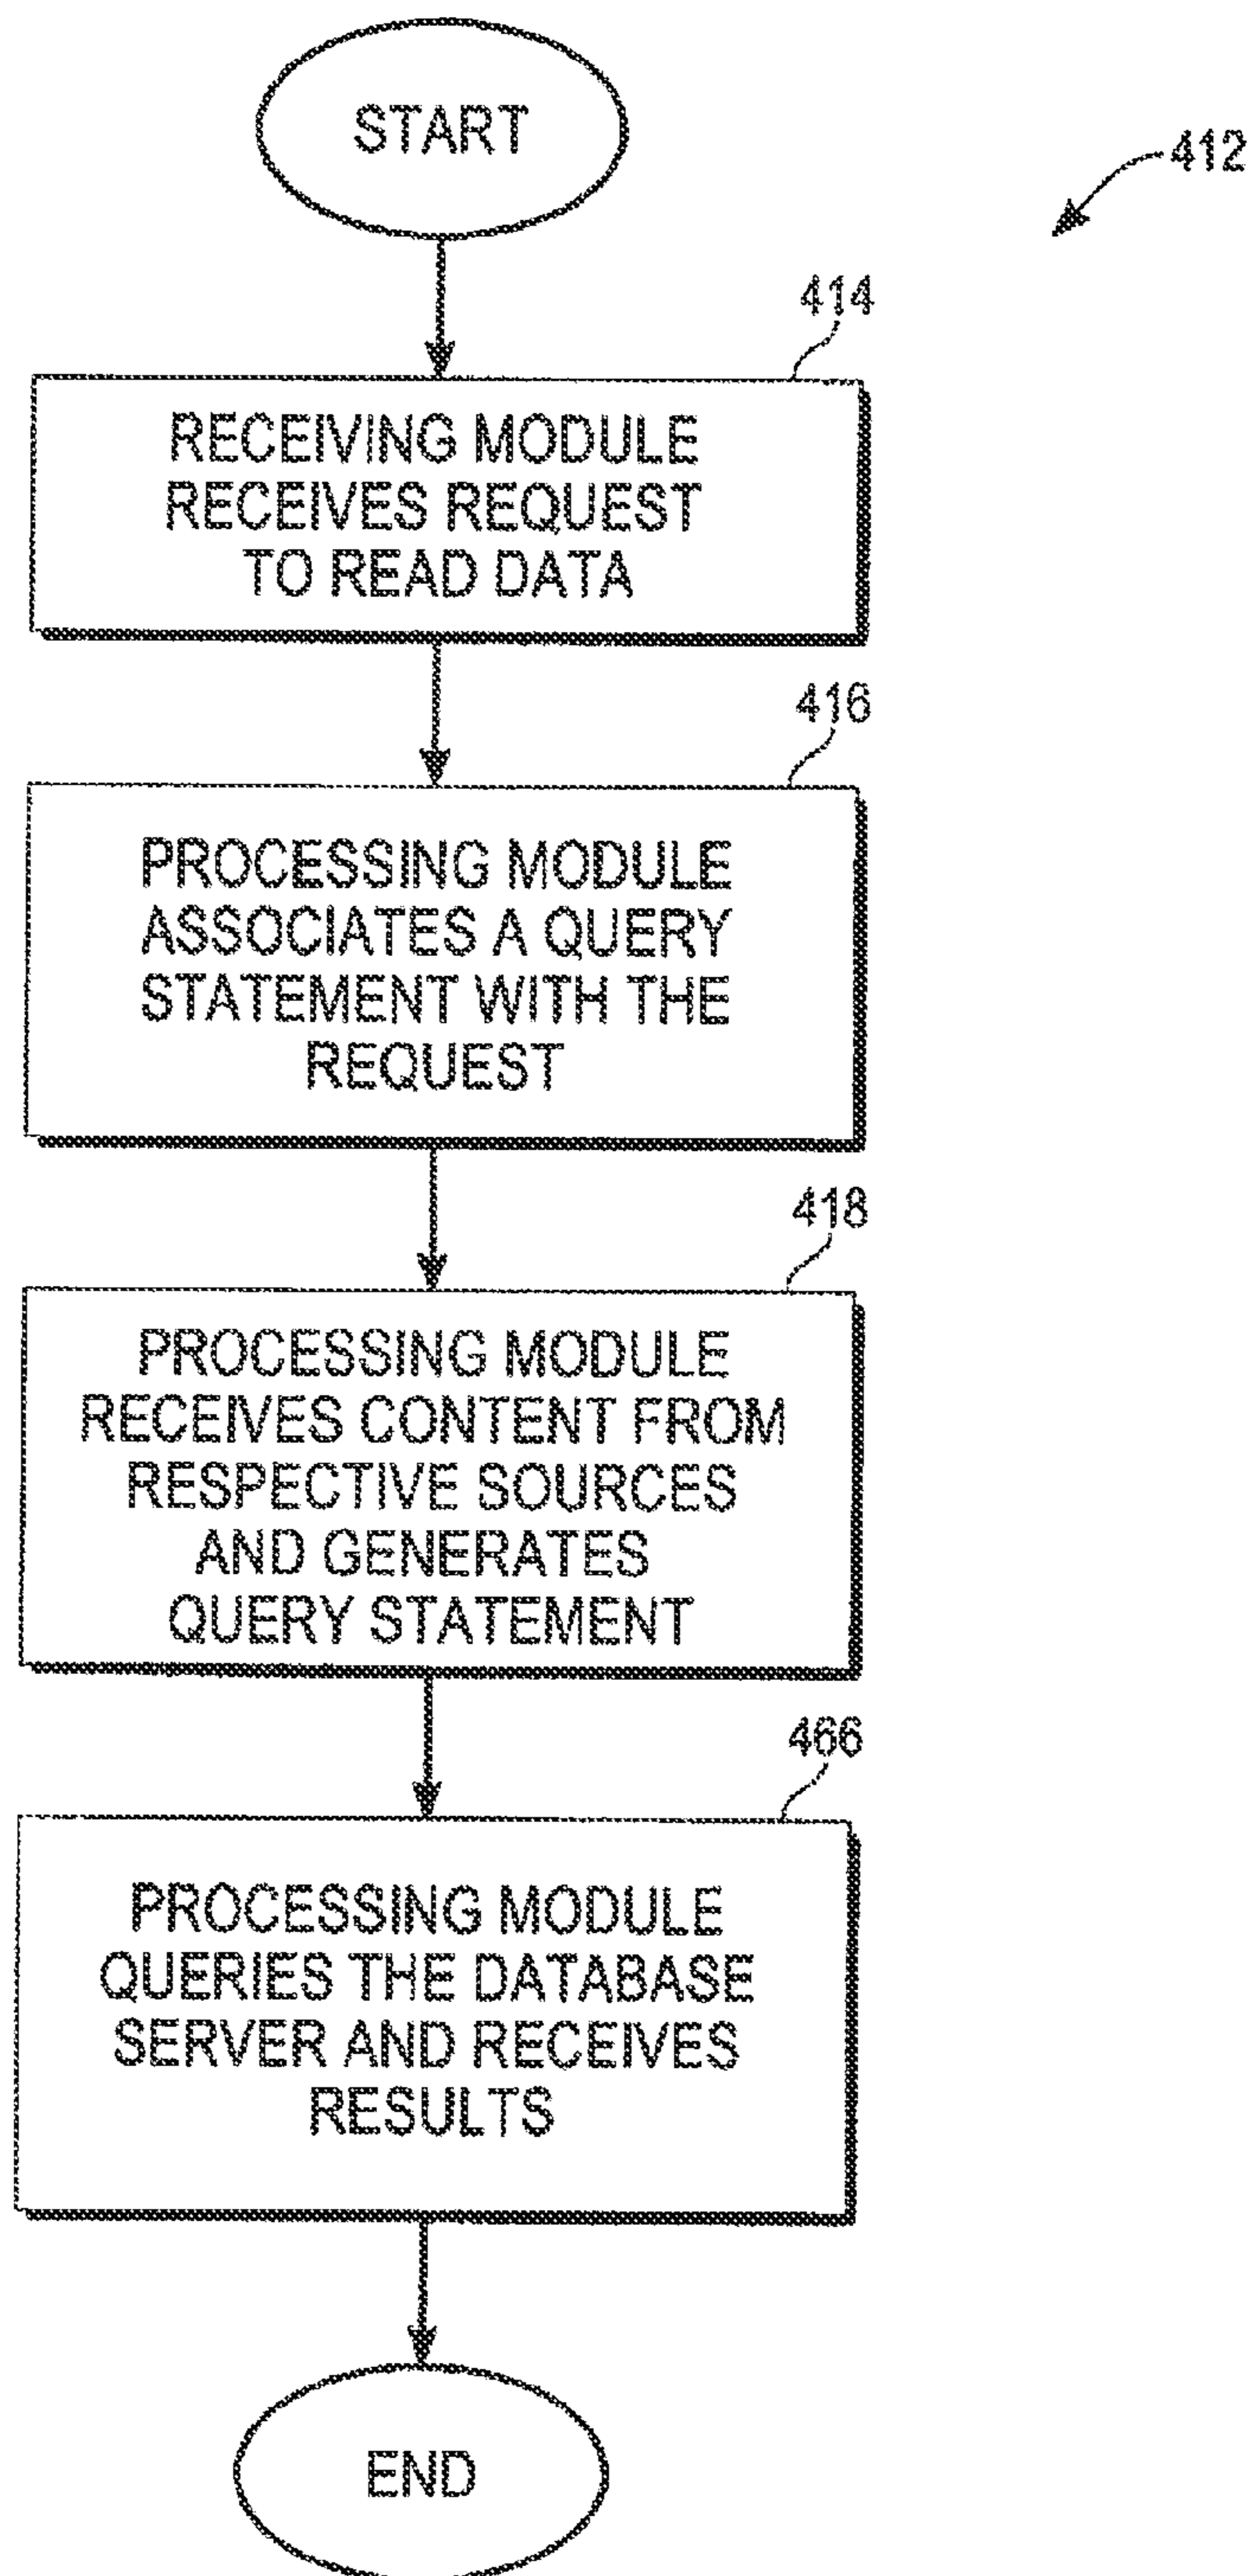 START
412
414
RECEIVING MODULE
RECEIVES REQUEST
TO READ DATA
416
PROCESSING MODULE
ASSOCIATES A QUERY
STATEMENT WITH THE
REQUEST
418
PROCESSING MODULE
RECEIVES CONTENT FROM
RESPECTIVE SOURCES
AND GENERATES
QUERY STATEMENT
466
PROCESSING MODULE
QUERIES THE DATABASE
SERVER AND RECEIVES
RESULTS
END